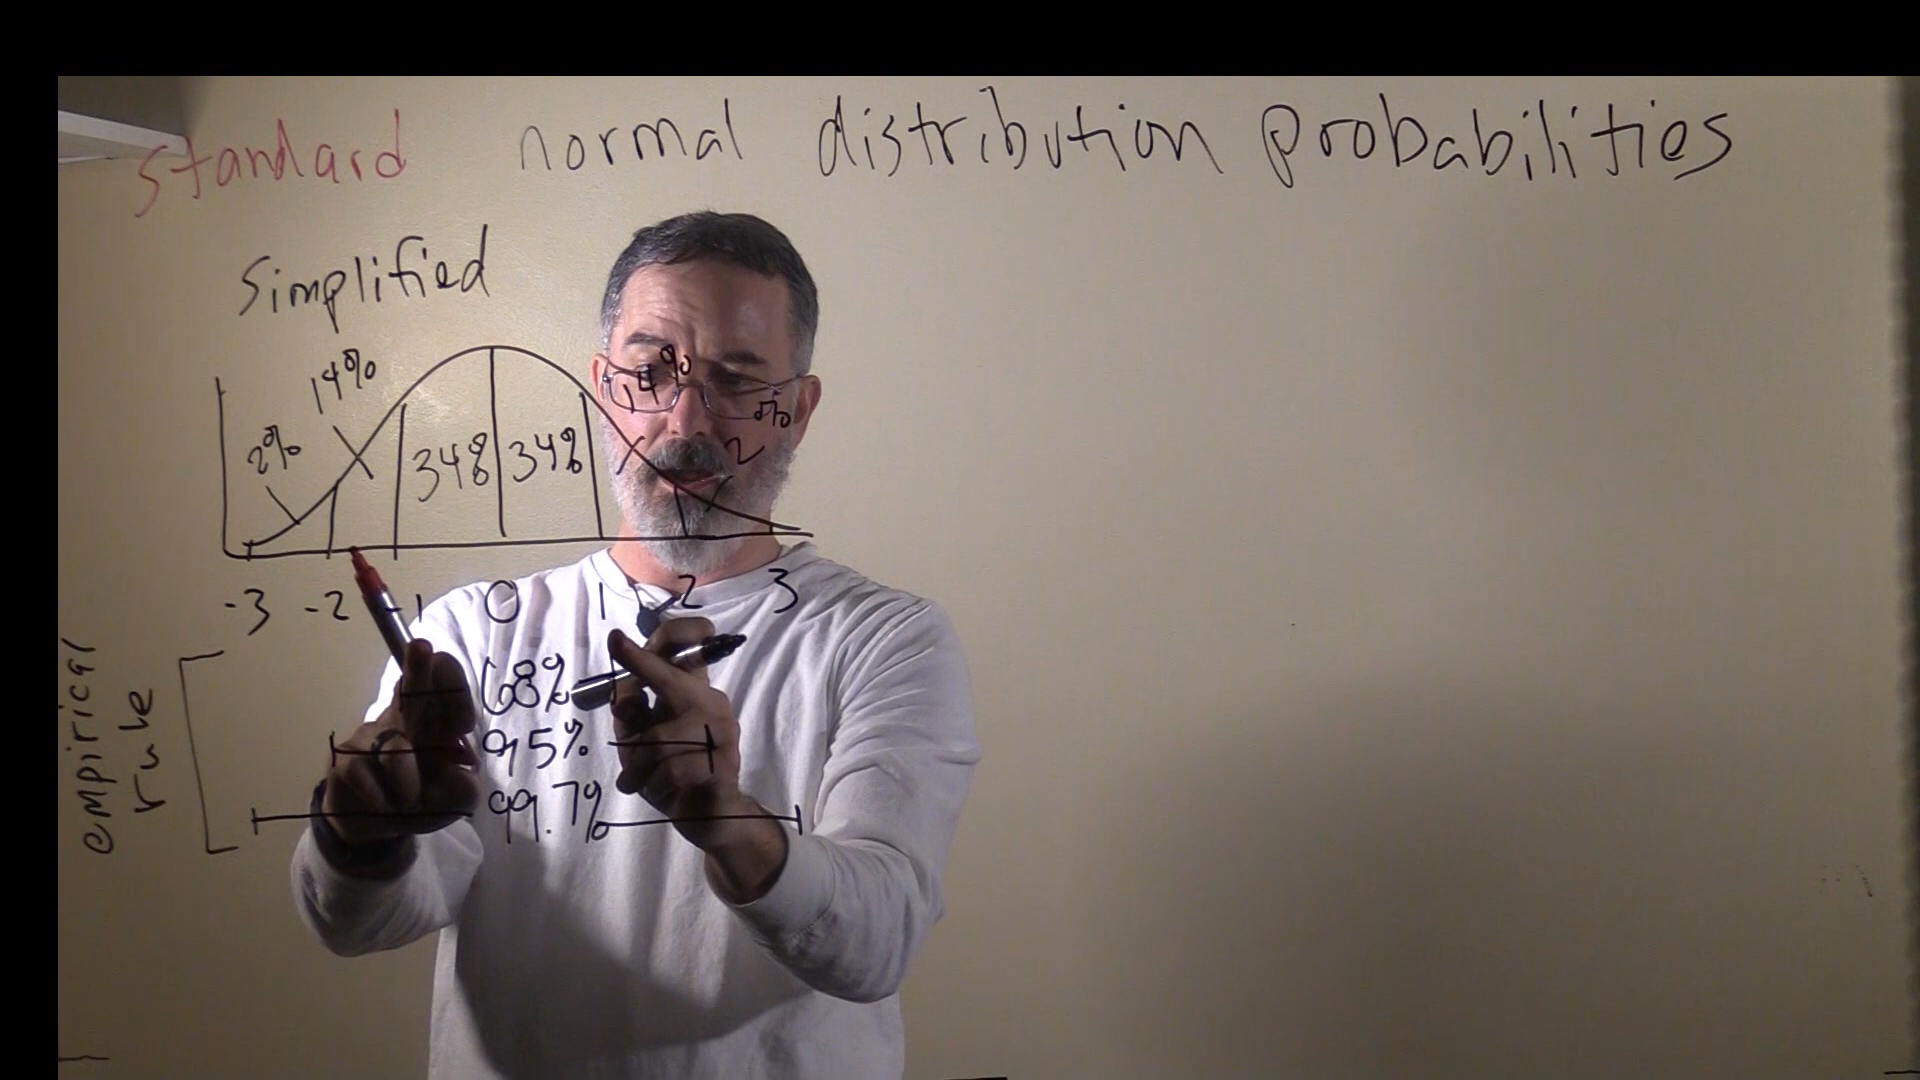 standard normal distribution probabilities
simplified
2% 14% 34% 34% 14% 2%
-3 -2 -1 0 1 2 3
empirical
rule
68%
95%
99.7%